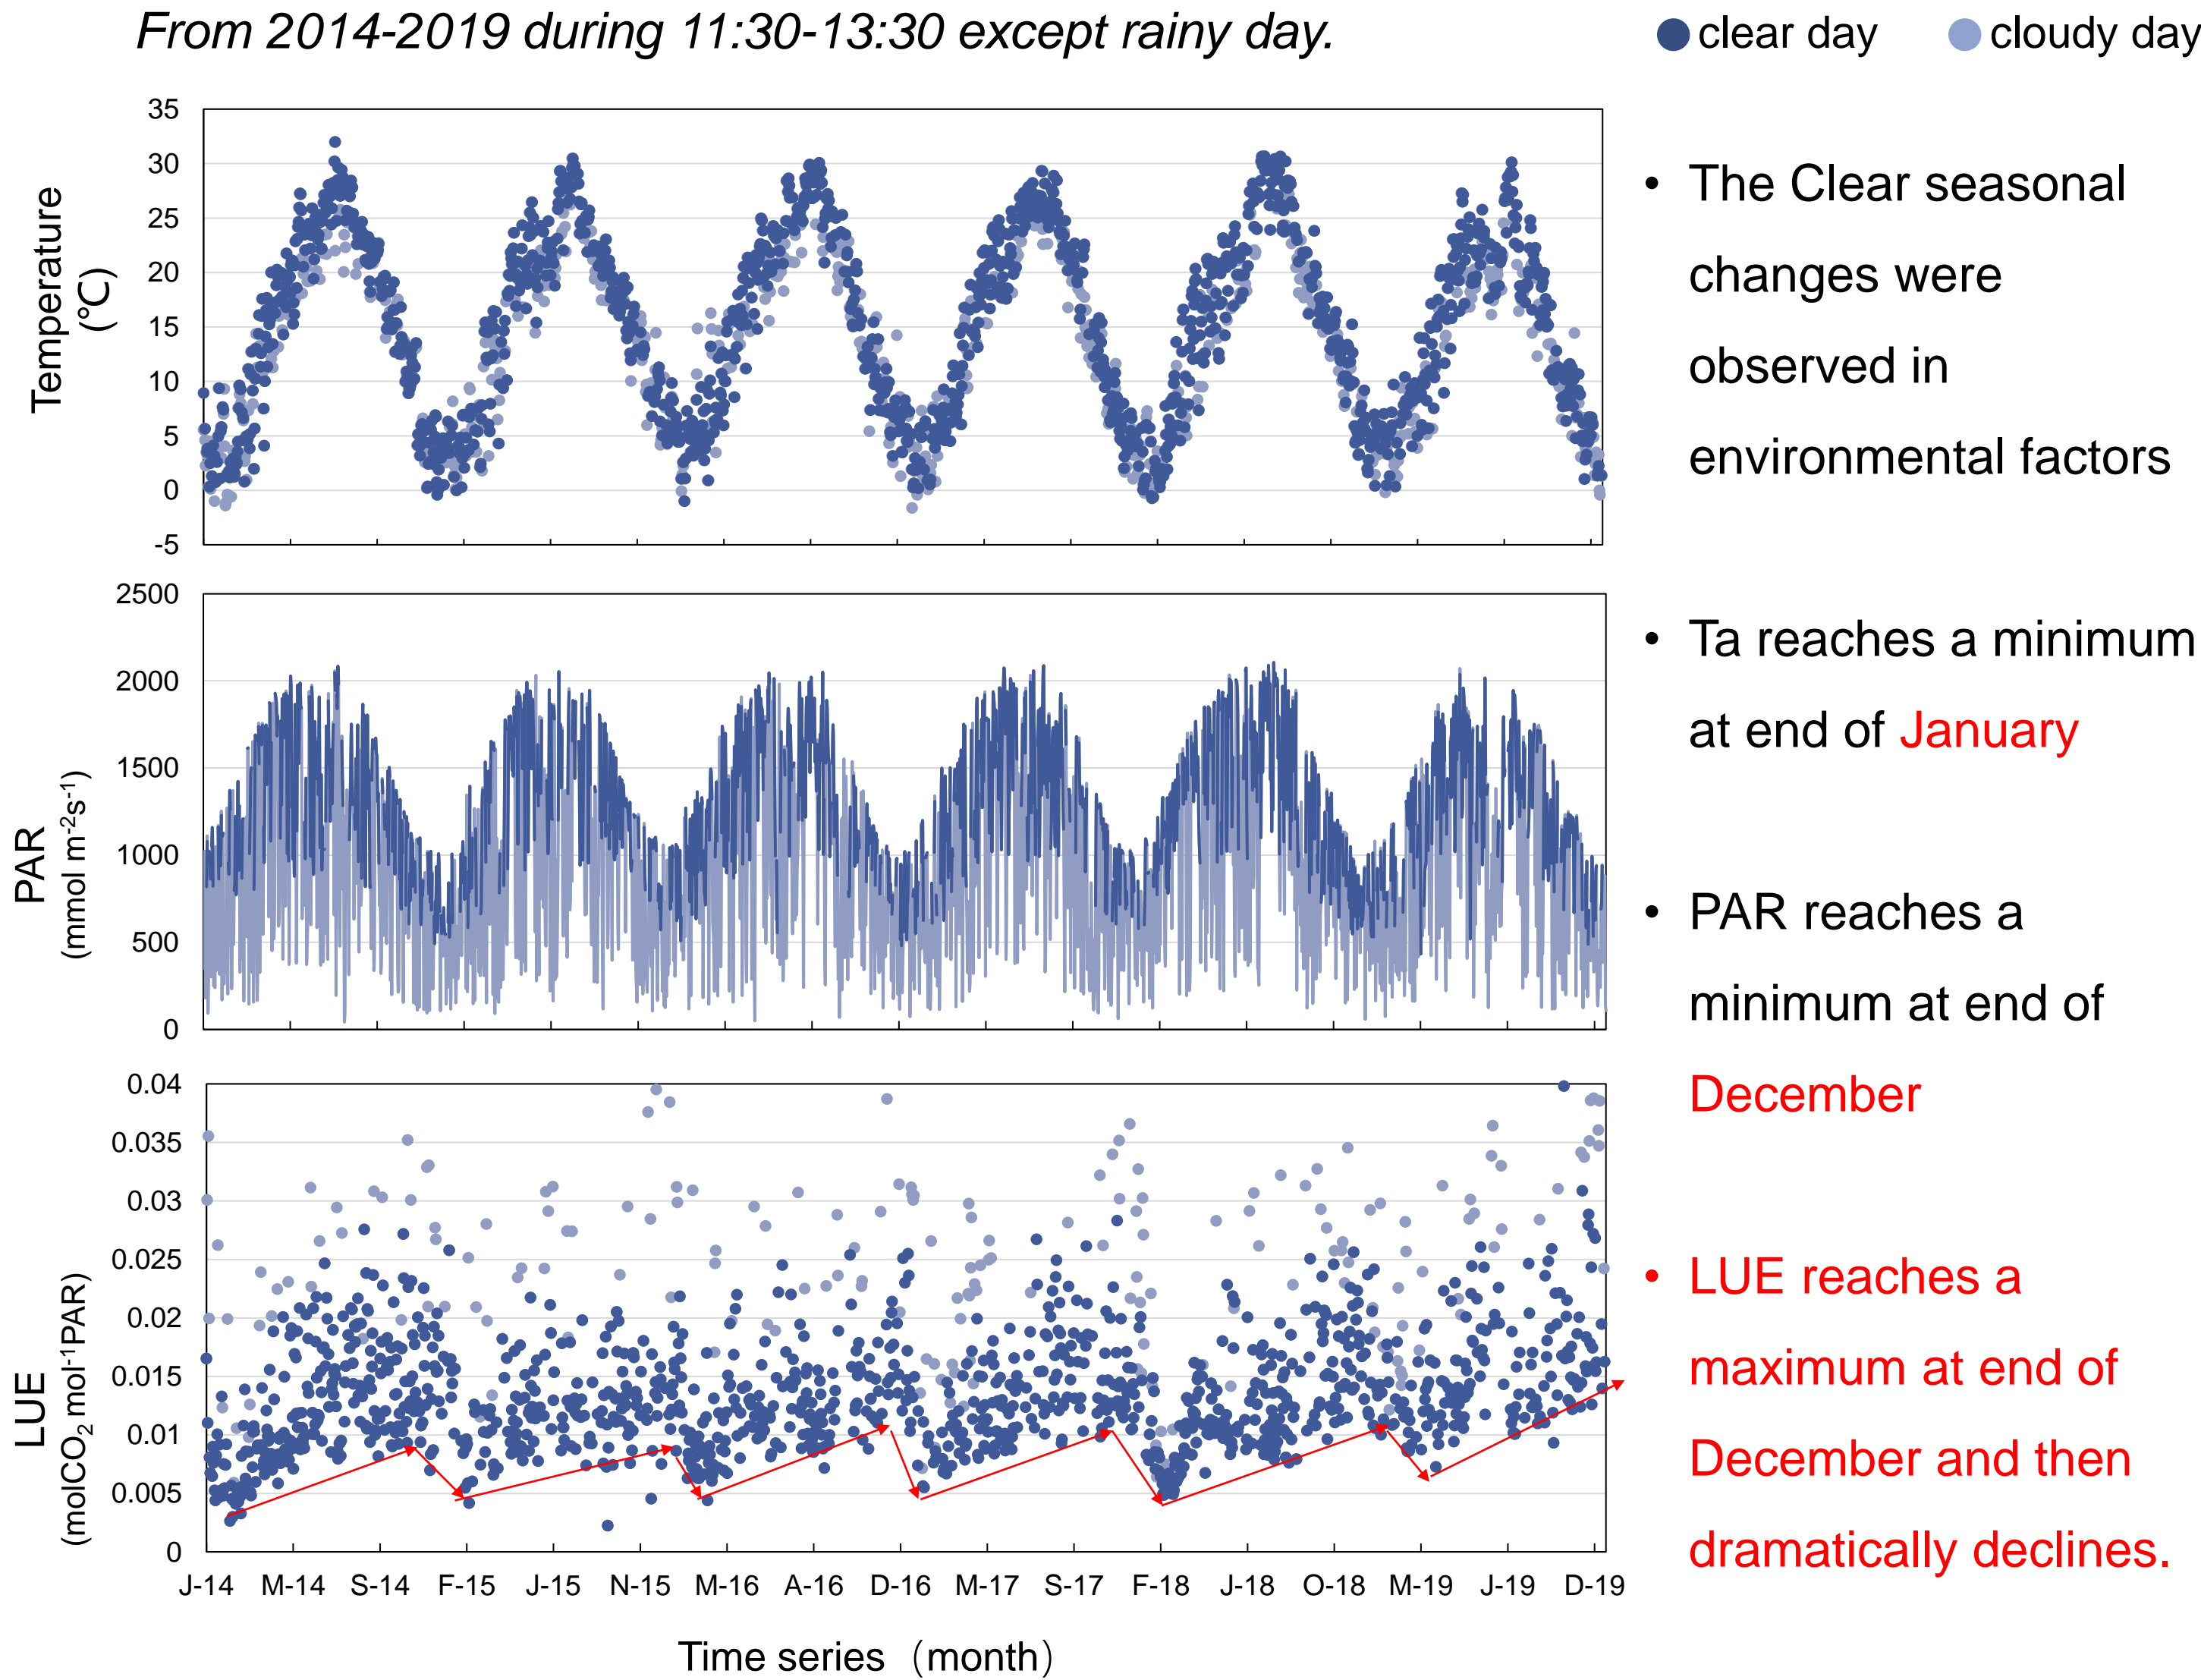 From 2014-2019 during 11:30-13:30 except rainy day.
clear day
cloudy day
Temperature
(℃)
35
30
25
20
15
10
5
0
-5
PAR
(mmol m-2s-1)
2500
2000
1500
1000
500
0
LUE
(molCO2 mol-1PAR)
0.04
0.035
0.03
0.025
0.02
0.015
0.01
0.005
0
J-14 M-14 S-14 F-15 J-15 N-15 M-16 A-16 D-16 M-17 S-17 F-18 J-18 O-18 M-19 J-19 D-19
Time series（month）
• The Clear seasonal
changes were
observed in
environmental factors
• Ta reaches a minimum
at end of January
• PAR reaches a
minimum at end of
December
• LUE reaches a
maximum at end of
December and then
dramatically declines.